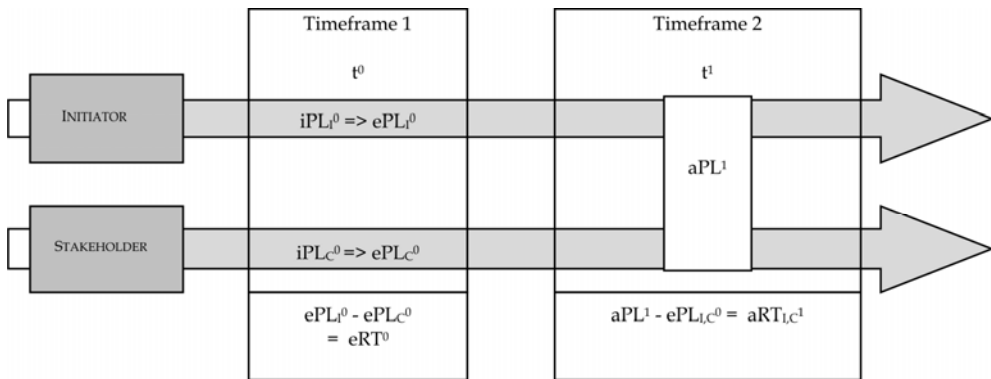 Timeframe 1
Timeframe 2
t⁰
t¹
INITIATOR
iPL_I⁰ => ePL_I⁰
aPL¹
STAKEHOLDER
iPL_C⁰ => ePL_C⁰
ePL_I⁰ - ePL_C⁰
= eRT⁰
aPL¹ - ePL_I,C⁰ = aRT_I,C¹